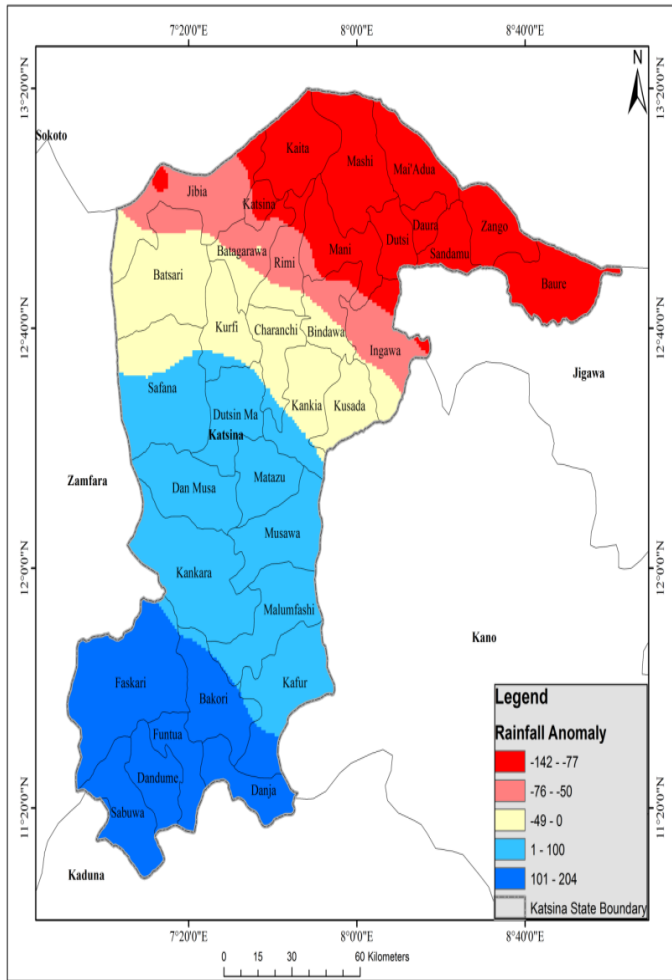 7°20'0"E 8°0'0"E 8°40'0"E
N
13°20'0"N 13°20'0"N
Sokoto
Kaita
Mashi
Mai'Adua
Jibia
Katsina
Daura
Zango
Mani
Dutsi
Batagarawa
Rimi
Sandamu
Batsari
Baure
12°40'0"N 12°40'0"N
Kurfi
Charanchi
Bindawa
Ingawa
Jigawa
Safana
Kankia
Kusada
Dutsin Ma
Katsina
Zamfara
Dan Musa
Matazu
Musawa
12°0'0"N 12°0'0"N
Kankara
Malumfashi
Kano
Faskari
Bakori
Kafur
Funtua
Dandume
Danja
Sabuwa
11°20'0"N 11°20'0"N
Kaduna
Legend
Rainfall Anomaly
-142 - -77
-76 - -50
-49 - 0
1 - 100
101 - 204
Katsina State Boundary
7°20'0"E 8°0'0"E 8°40'0"E
0 15 30 60 Kilometers